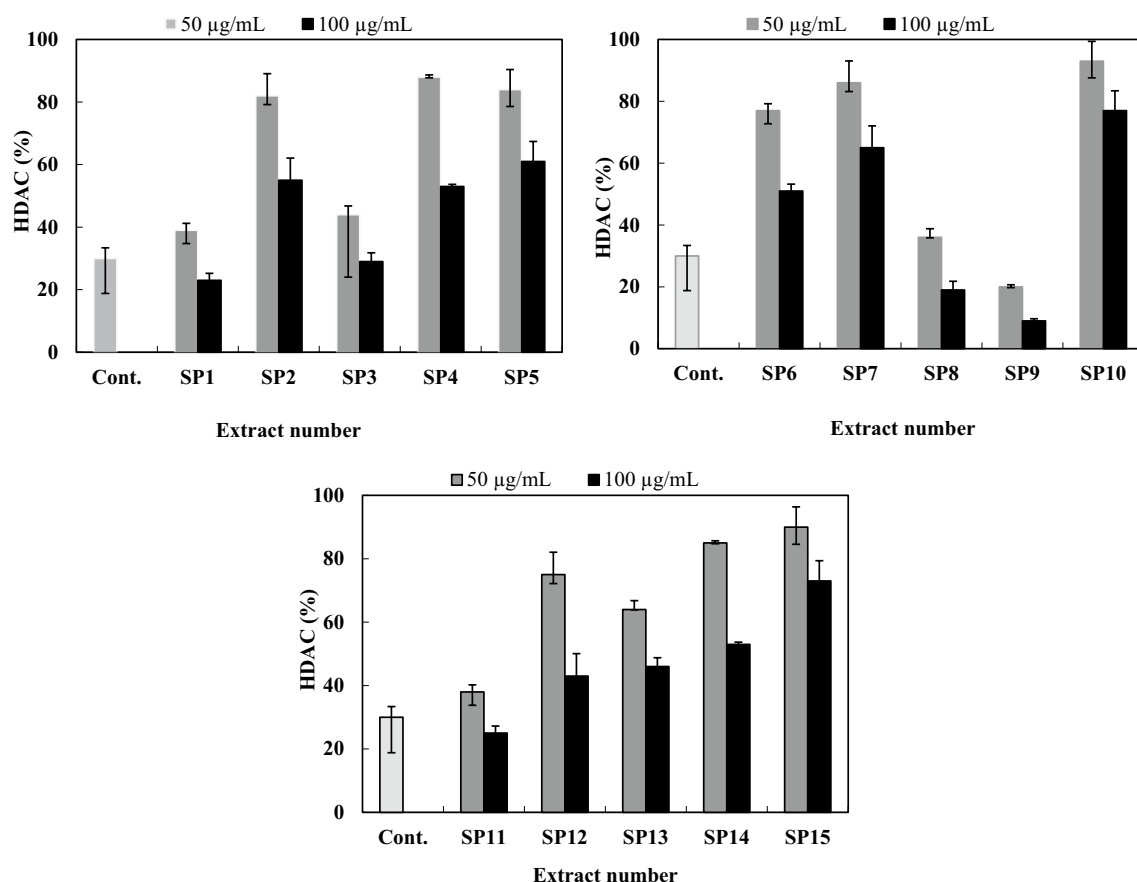 50 µg/mL 100 µg/mL
100
80
60
40
20
0
HDAC (%)
Cont. SP1 SP2 SP3 SP4 SP5
Extract number
50 µg/mL 100 µg/mL
100
80
60
40
20
0
HDAC (%)
Cont. SP6 SP7 SP8 SP9 SP10
Extract number
50 µg/mL 100 µg/mL
100
80
60
40
20
0
HDAC (%)
Cont. SP11 SP12 SP13 SP14 SP15
Extract number